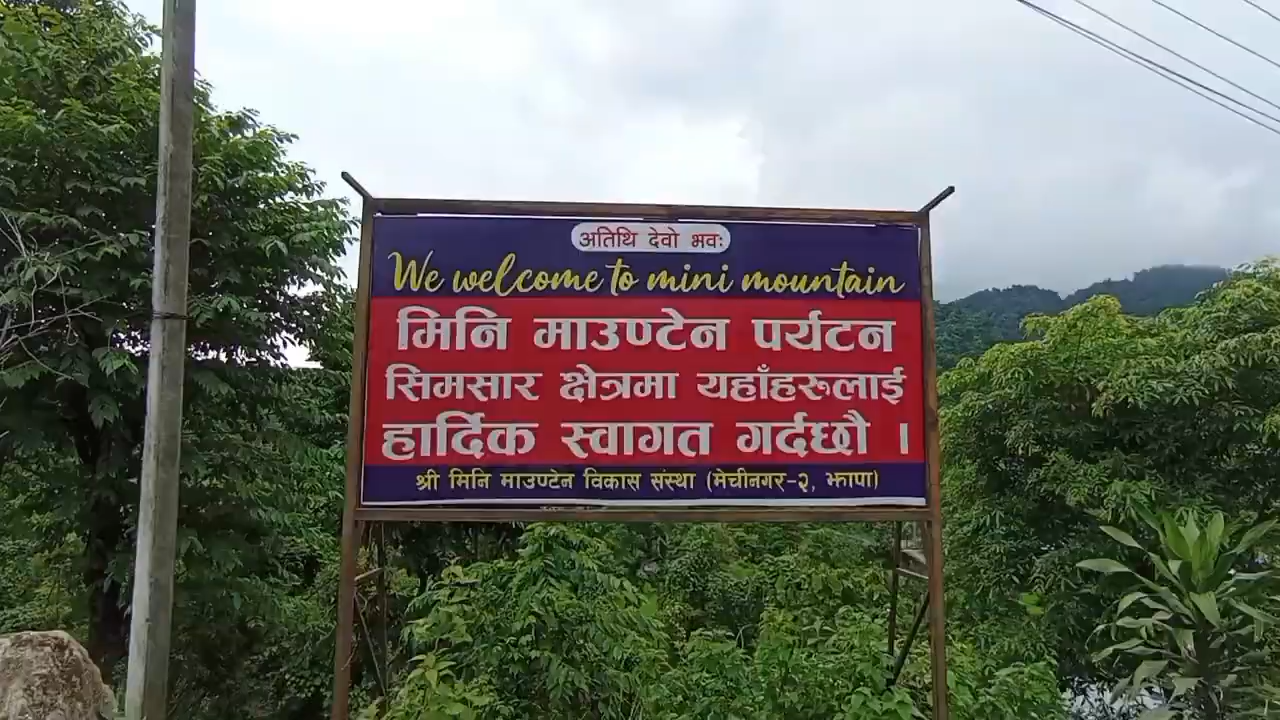 अतिथि देवो भवः
We welcome to mini mountain
मिनि माउण्टेन पर्यटन
सिमसार क्षेत्रमा यहाँहरुलाई
हार्दिक स्वागत गर्दछौ ।
श्री मिनि माउण्टेन विकास संस्था (मेचीनगर-२, झापा)